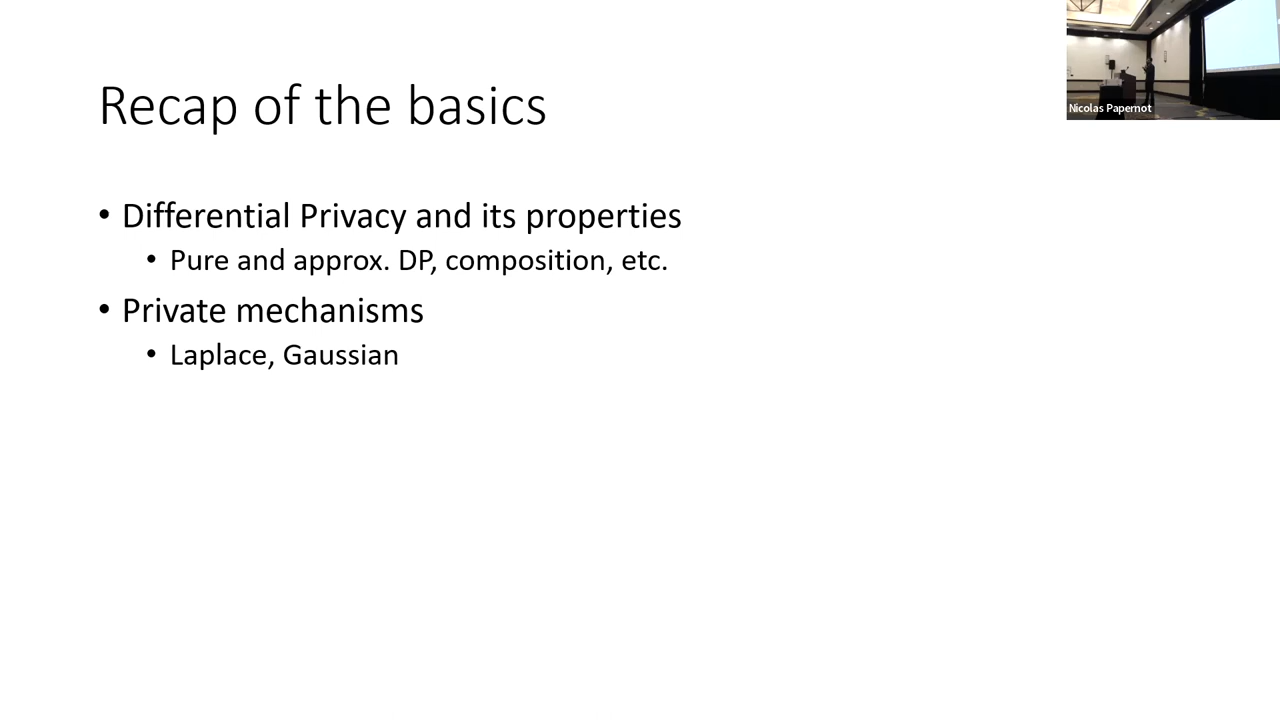 Recap of the basics
• Differential Privacy and its properties
• Pure and approx. DP, composition, etc.
• Private mechanisms
• Laplace, Gaussian
Nicolas Papernot